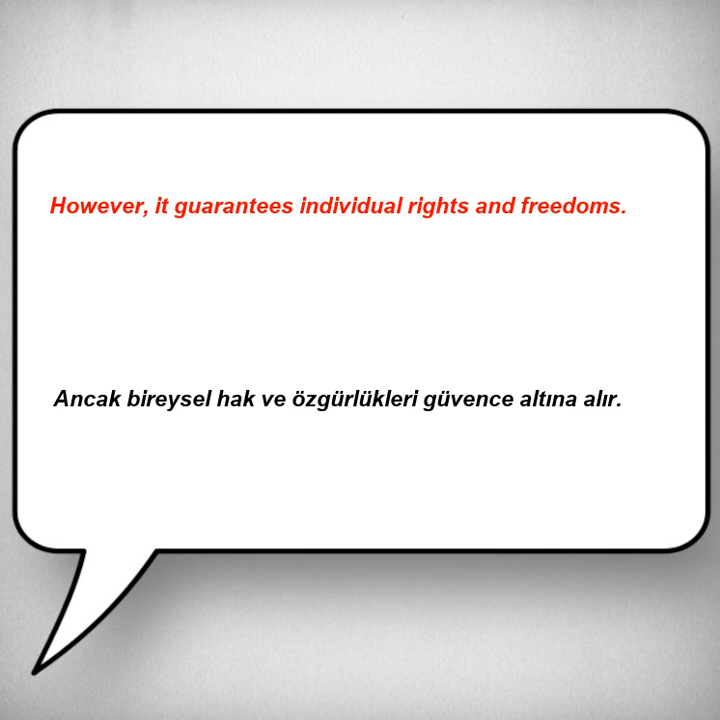 However, it guarantees individual rights and freedoms.
Ancak bireysel hak ve özgürlükleri güvence altına alır.